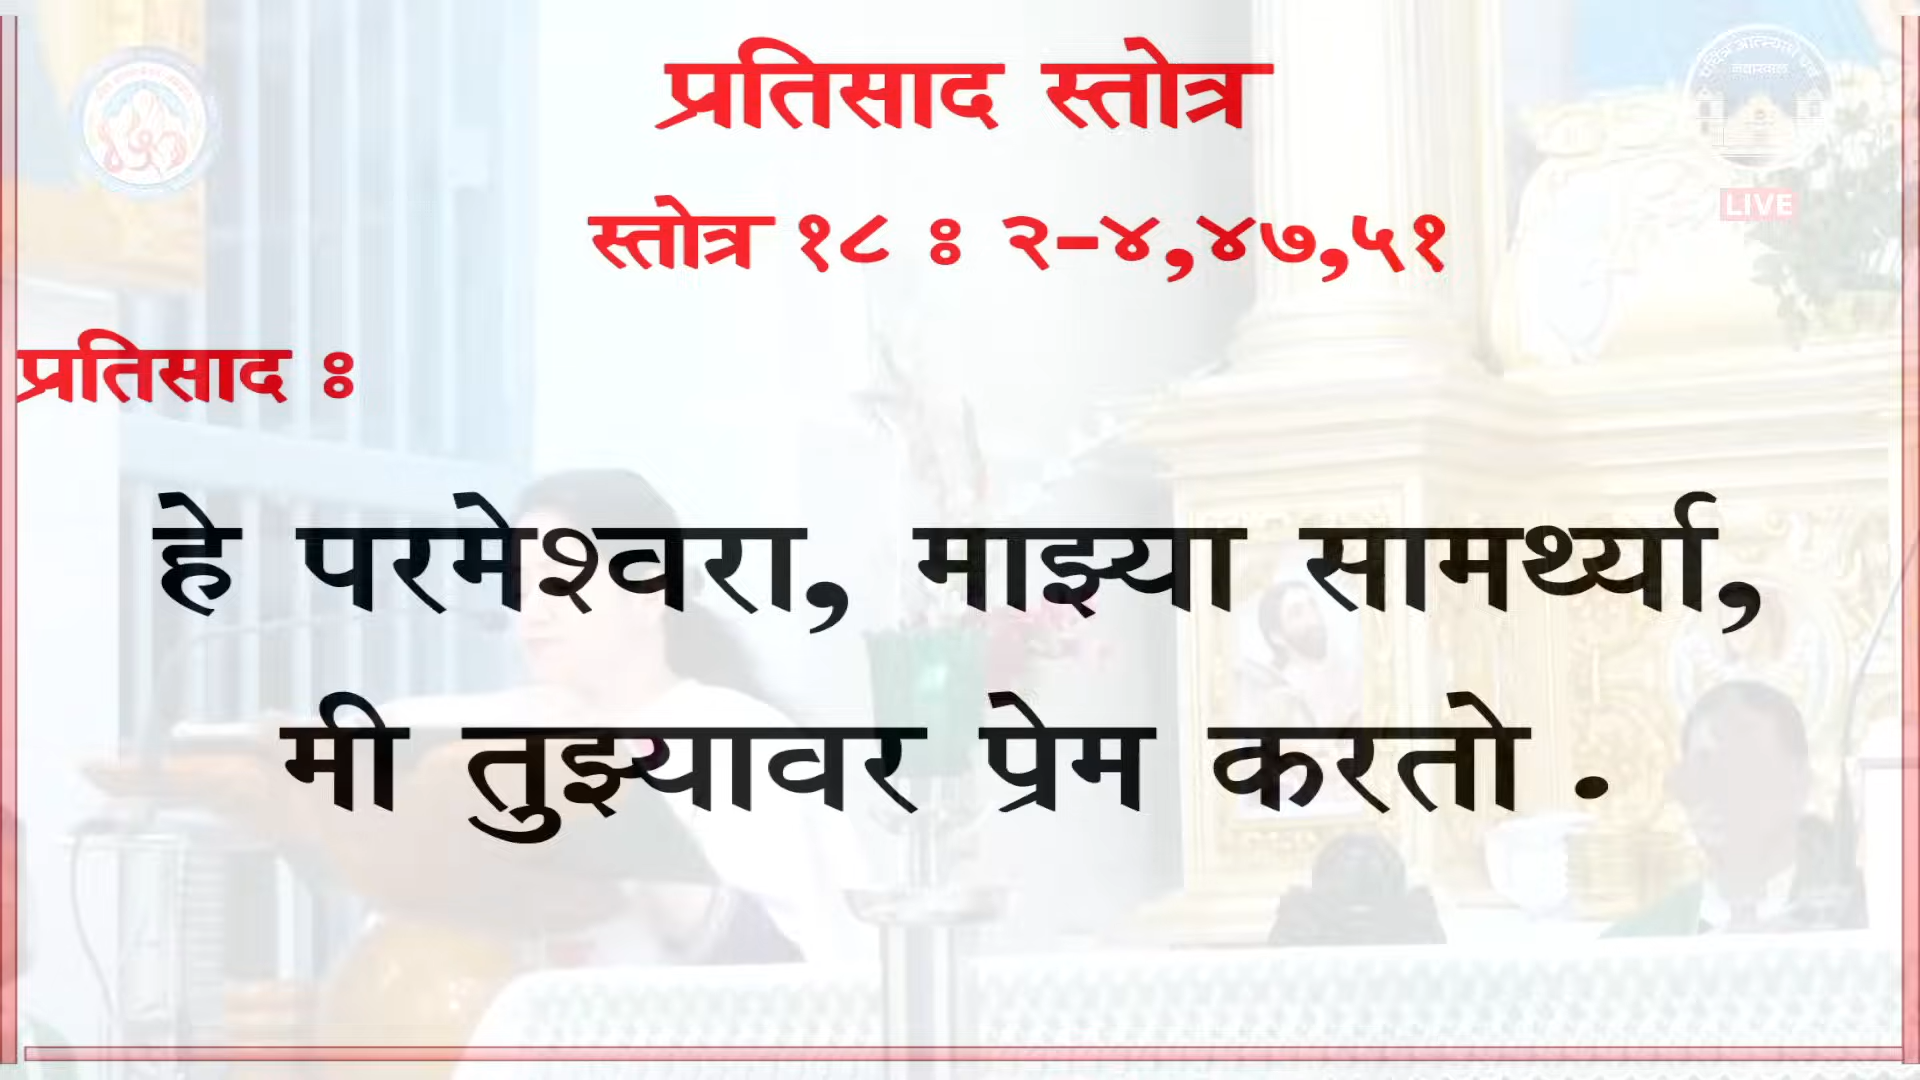 प्रतिसाद स्तोत्र
स्तोत्र १८ : २-४,४७,५१
प्रतिसाद :
हे परमेश्वरा, माझ्या सामर्थ्या,
मी तुझ्यावर प्रेम करतो .
LIVE